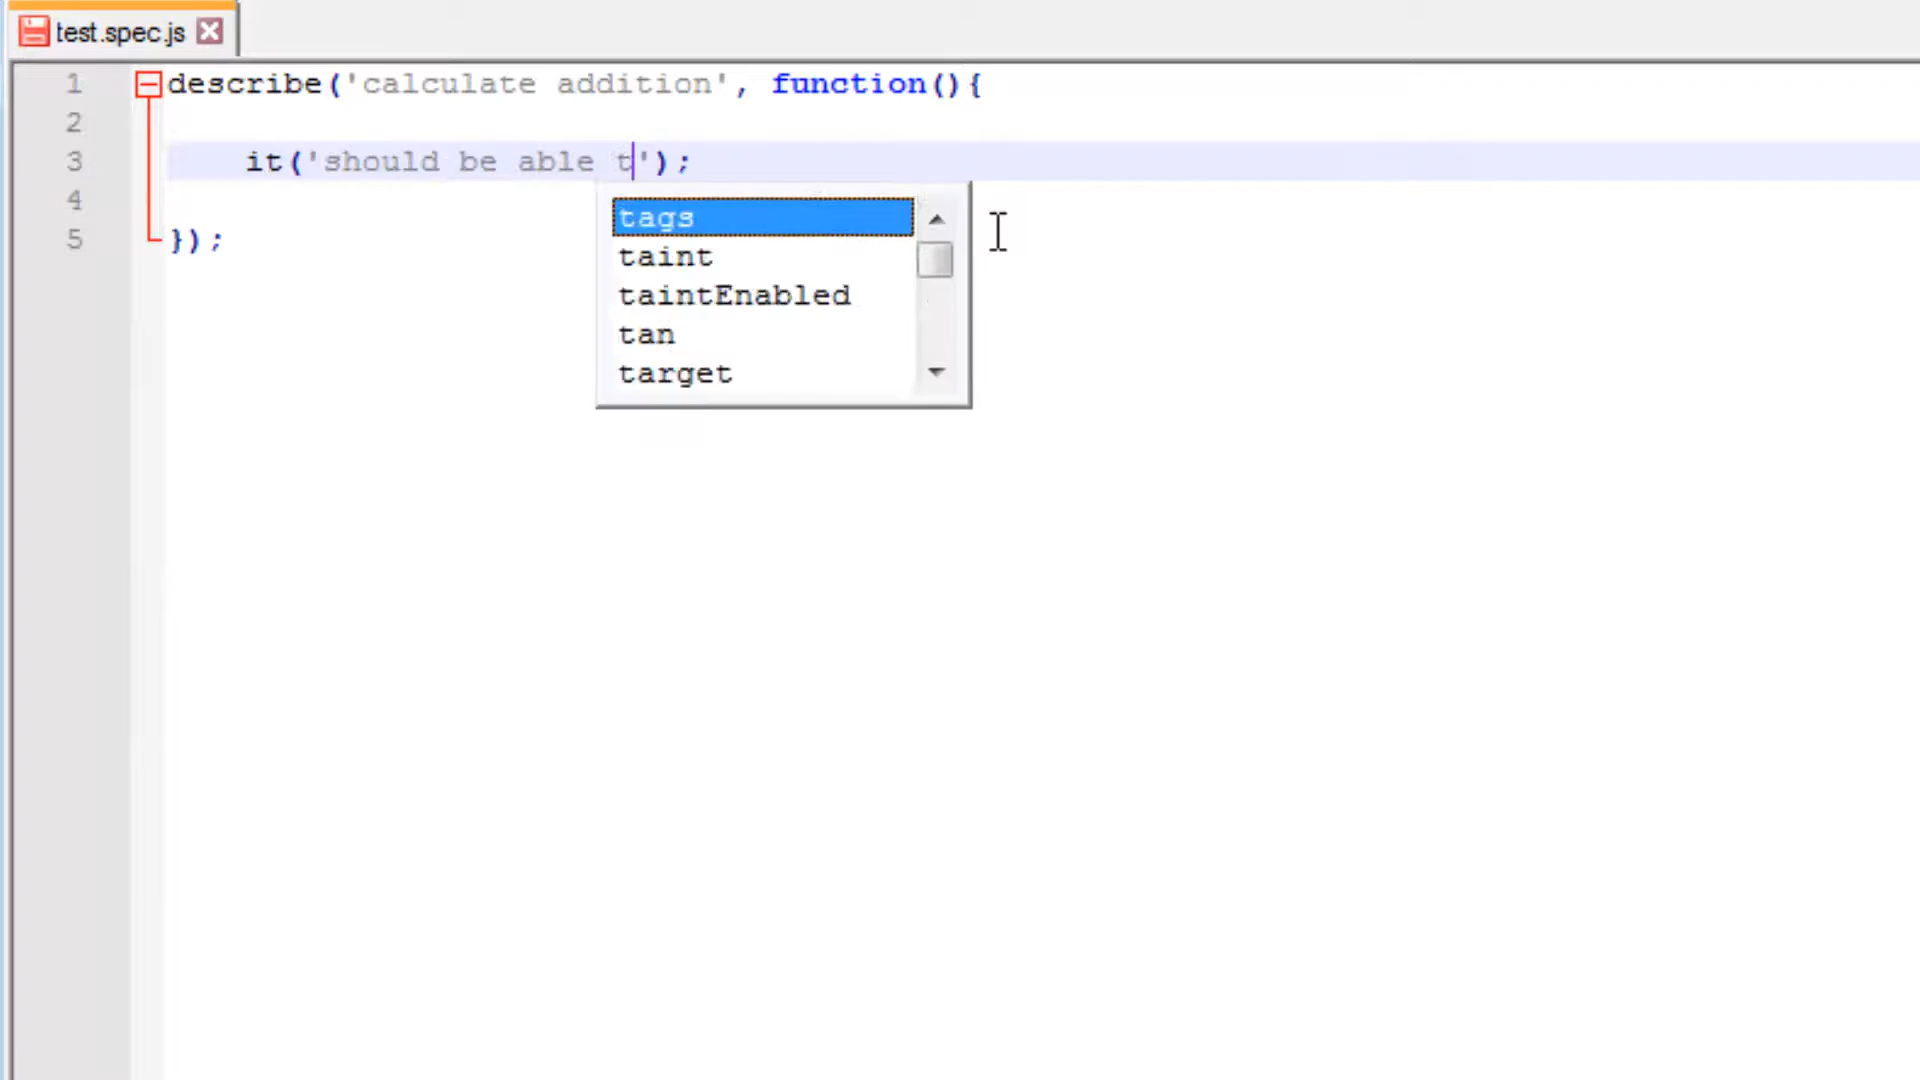 test.spec.js
1 describe('calculate addition', function(){
2
3 it('should be able t');
4
5 });
tags
taint
taintEnabled
tan
target